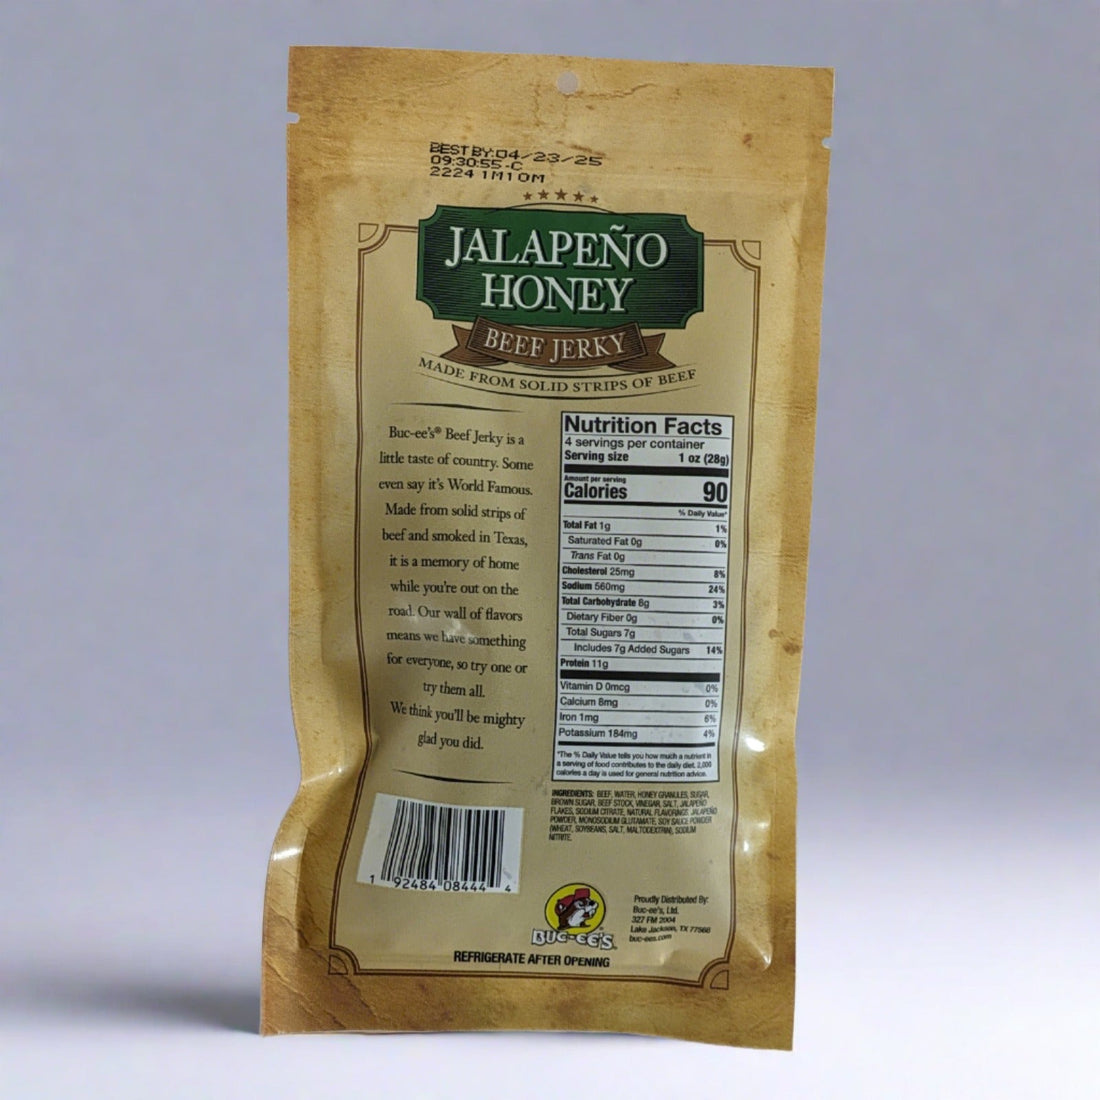 BEST BY:04/23/25
09:30:55-C
2224 1M10M
JALAPEÑO
HONEY
BEEF JERKY
MADE FROM SOLID STRIPS OF BEEF
Buc-ee's® Beef Jerky is a
little taste of country. Some
even say it's World Famous.
Made from solid strips of
beef and smoked in Texas,
it is a memory of home
while you're out on the
road. Our wall of flavors
means we have something
for everyone, so try one or
try them all.
We think you'll be mighty
glad you did.
Nutrition Facts
4 servings per container
Serving size 1 oz (28g)
Amount per serving
Calories 90
% Daily Value*
Total Fat 1g 1%
Saturated Fat 0g 0%
Trans Fat 0g
Cholesterol 25mg 8%
Sodium 560mg 24%
Total Carbohydrate 8g 3%
Dietary Fiber 0g 0%
Total Sugars 7g
Includes 7g Added Sugars 14%
Protein 11g
Vitamin D 0mcg 0%
Calcium 8mg 0%
Iron 1mg 6%
Potassium 184mg 4%
*The % Daily Value tells you how much a nutrient in
a serving of food contributes to the daily diet. 2,000
calories a day is used for general nutrition advice.
INGREDIENTS: BEEF, WATER, HONEY GRANULES, SUGAR,
BROWN SUGAR, BEEF STOCK, VINEGAR, SALT, JALAPEÑO
FLAKES, SODIUM CITRATE, NATURAL FLAVORINGS, JALAPEÑO
POWDER, MONOSODIUM GLUTAMATE, SOY SAUCE POWDER
(WHEAT, SOYBEANS, SALT, MALTODEXTRIN), SODIUM
NITRITE.
1 92484 08444 4
BUC-EE'S
Proudly Distributed By:
Buc-ee's, Ltd.
327 FM 2004
Lake Jackson, TX 77566
buc-ees.com
REFRIGERATE AFTER OPENING